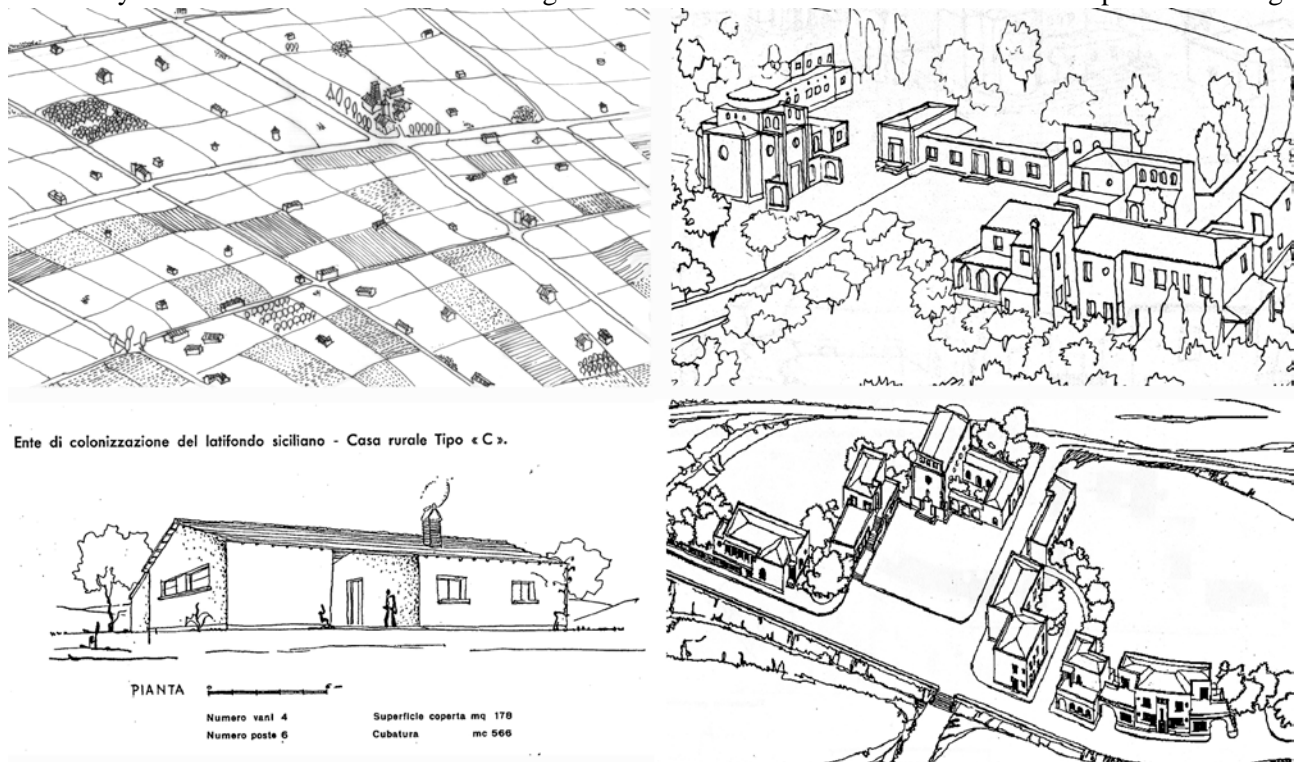 Ente di colonizzazione del latifondo siciliano - Casa rurale Tipo « C ».
PIANTA
Numero vani 4
Superficie coperta mq 178
Numero poste 6
Cubatura mc 566